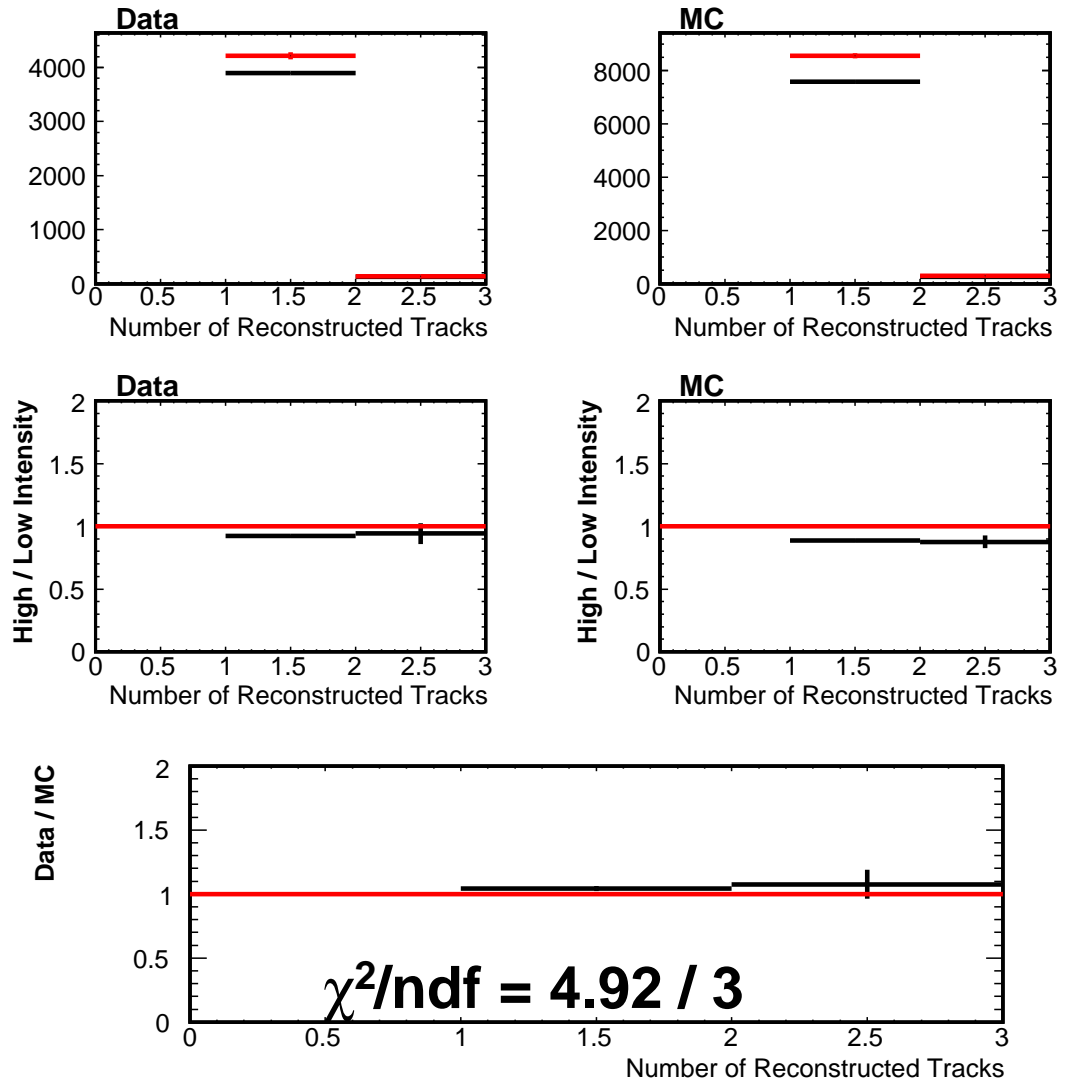 Data
4000
3000
2000
1000
0
0 0.5 1 1.5 2 2.5 3
Number of Reconstructed Tracks
MC
8000
6000
4000
2000
0
0 0.5 1 1.5 2 2.5 3
Number of Reconstructed Tracks
Data
High / Low Intensity
2
1.5
1
0.5
0
0 0.5 1 1.5 2 2.5 3
Number of Reconstructed Tracks
MC
High / Low Intensity
2
1.5
1
0.5
0
0 0.5 1 1.5 2 2.5 3
Number of Reconstructed Tracks
Data / MC
2
1.5
1
0.5
0
χ²/ndf = 4.92 / 3
0 0.5 1 1.5 2 2.5 3
Number of Reconstructed Tracks